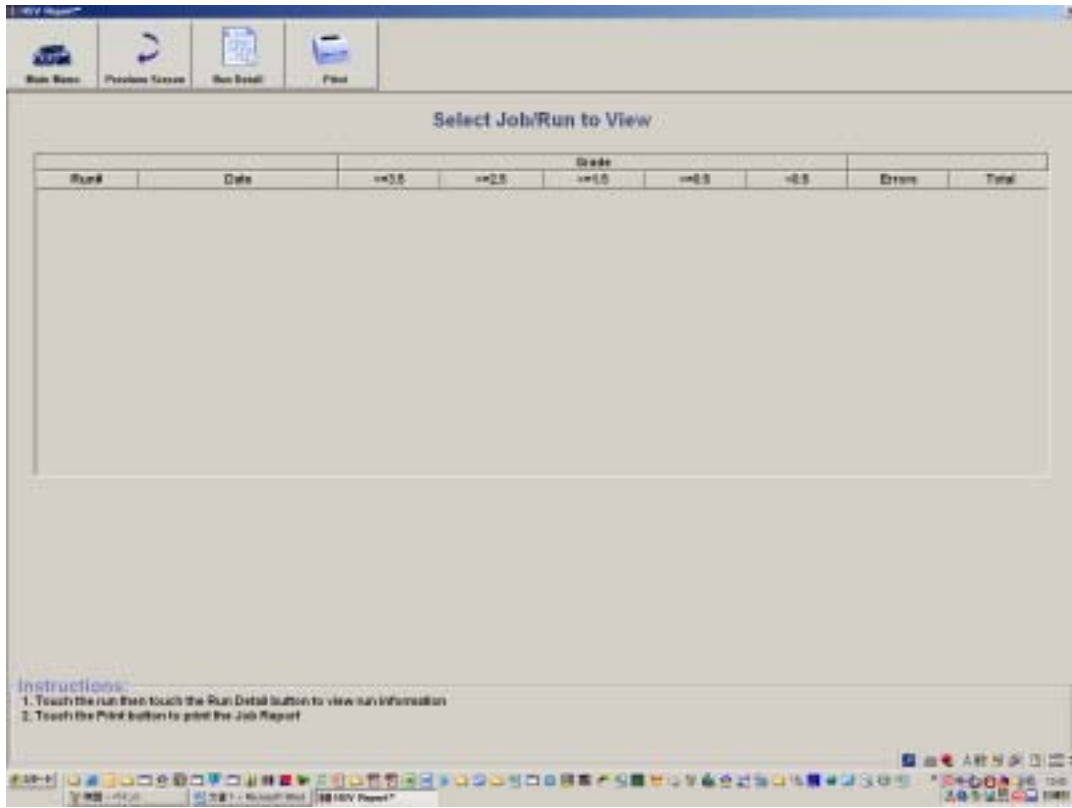 Main Menu Previous Screen Run Detail Print
Select Job/Run to View
Grade
Run# Date >=3.5 >=2.5 >=1.5 >=0.5 <0.5 Errors Total
Instructions:
1. Touch the run then touch the Run Detail button to view run information
2. Touch the Print button to print the Job Report
Report™